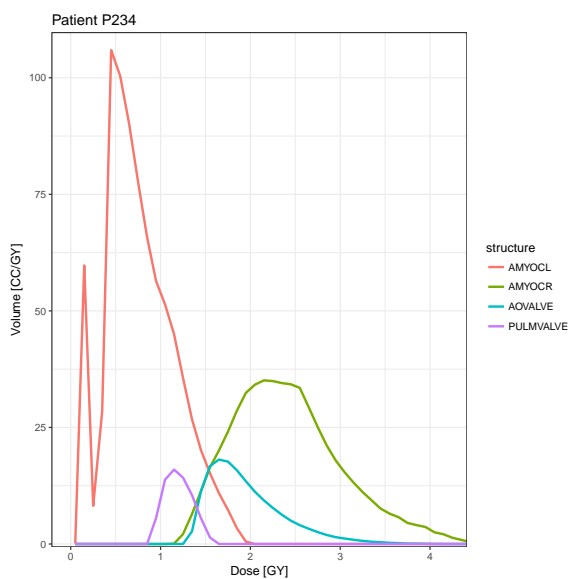 Patient P234
Volume [CC/GY]
100
75
50
25
0
0 1 2 3 4
Dose [GY]
structure
AMYOCL
AMYOCR
AOVALVE
PULMVALVE